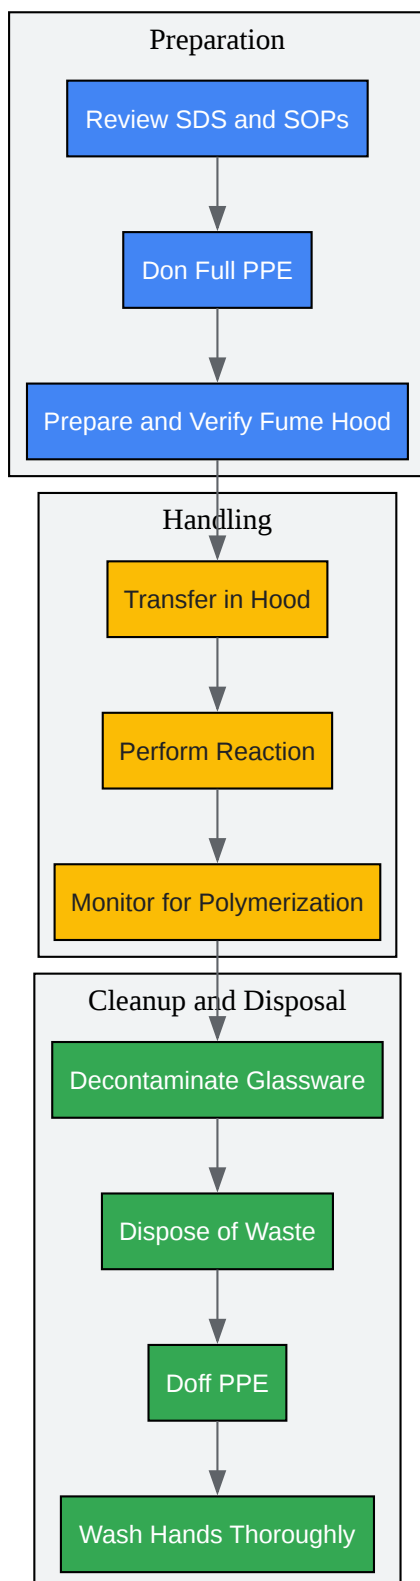 Preparation
Review SDS and SOPs
Don Full PPE
Prepare and Verify Fume Hood
Handling
Transfer in Hood
Perform Reaction
Monitor for Polymerization
Cleanup and Disposal
Decontaminate Glassware
Dispose of Waste
Doff PPE
Wash Hands Thoroughly